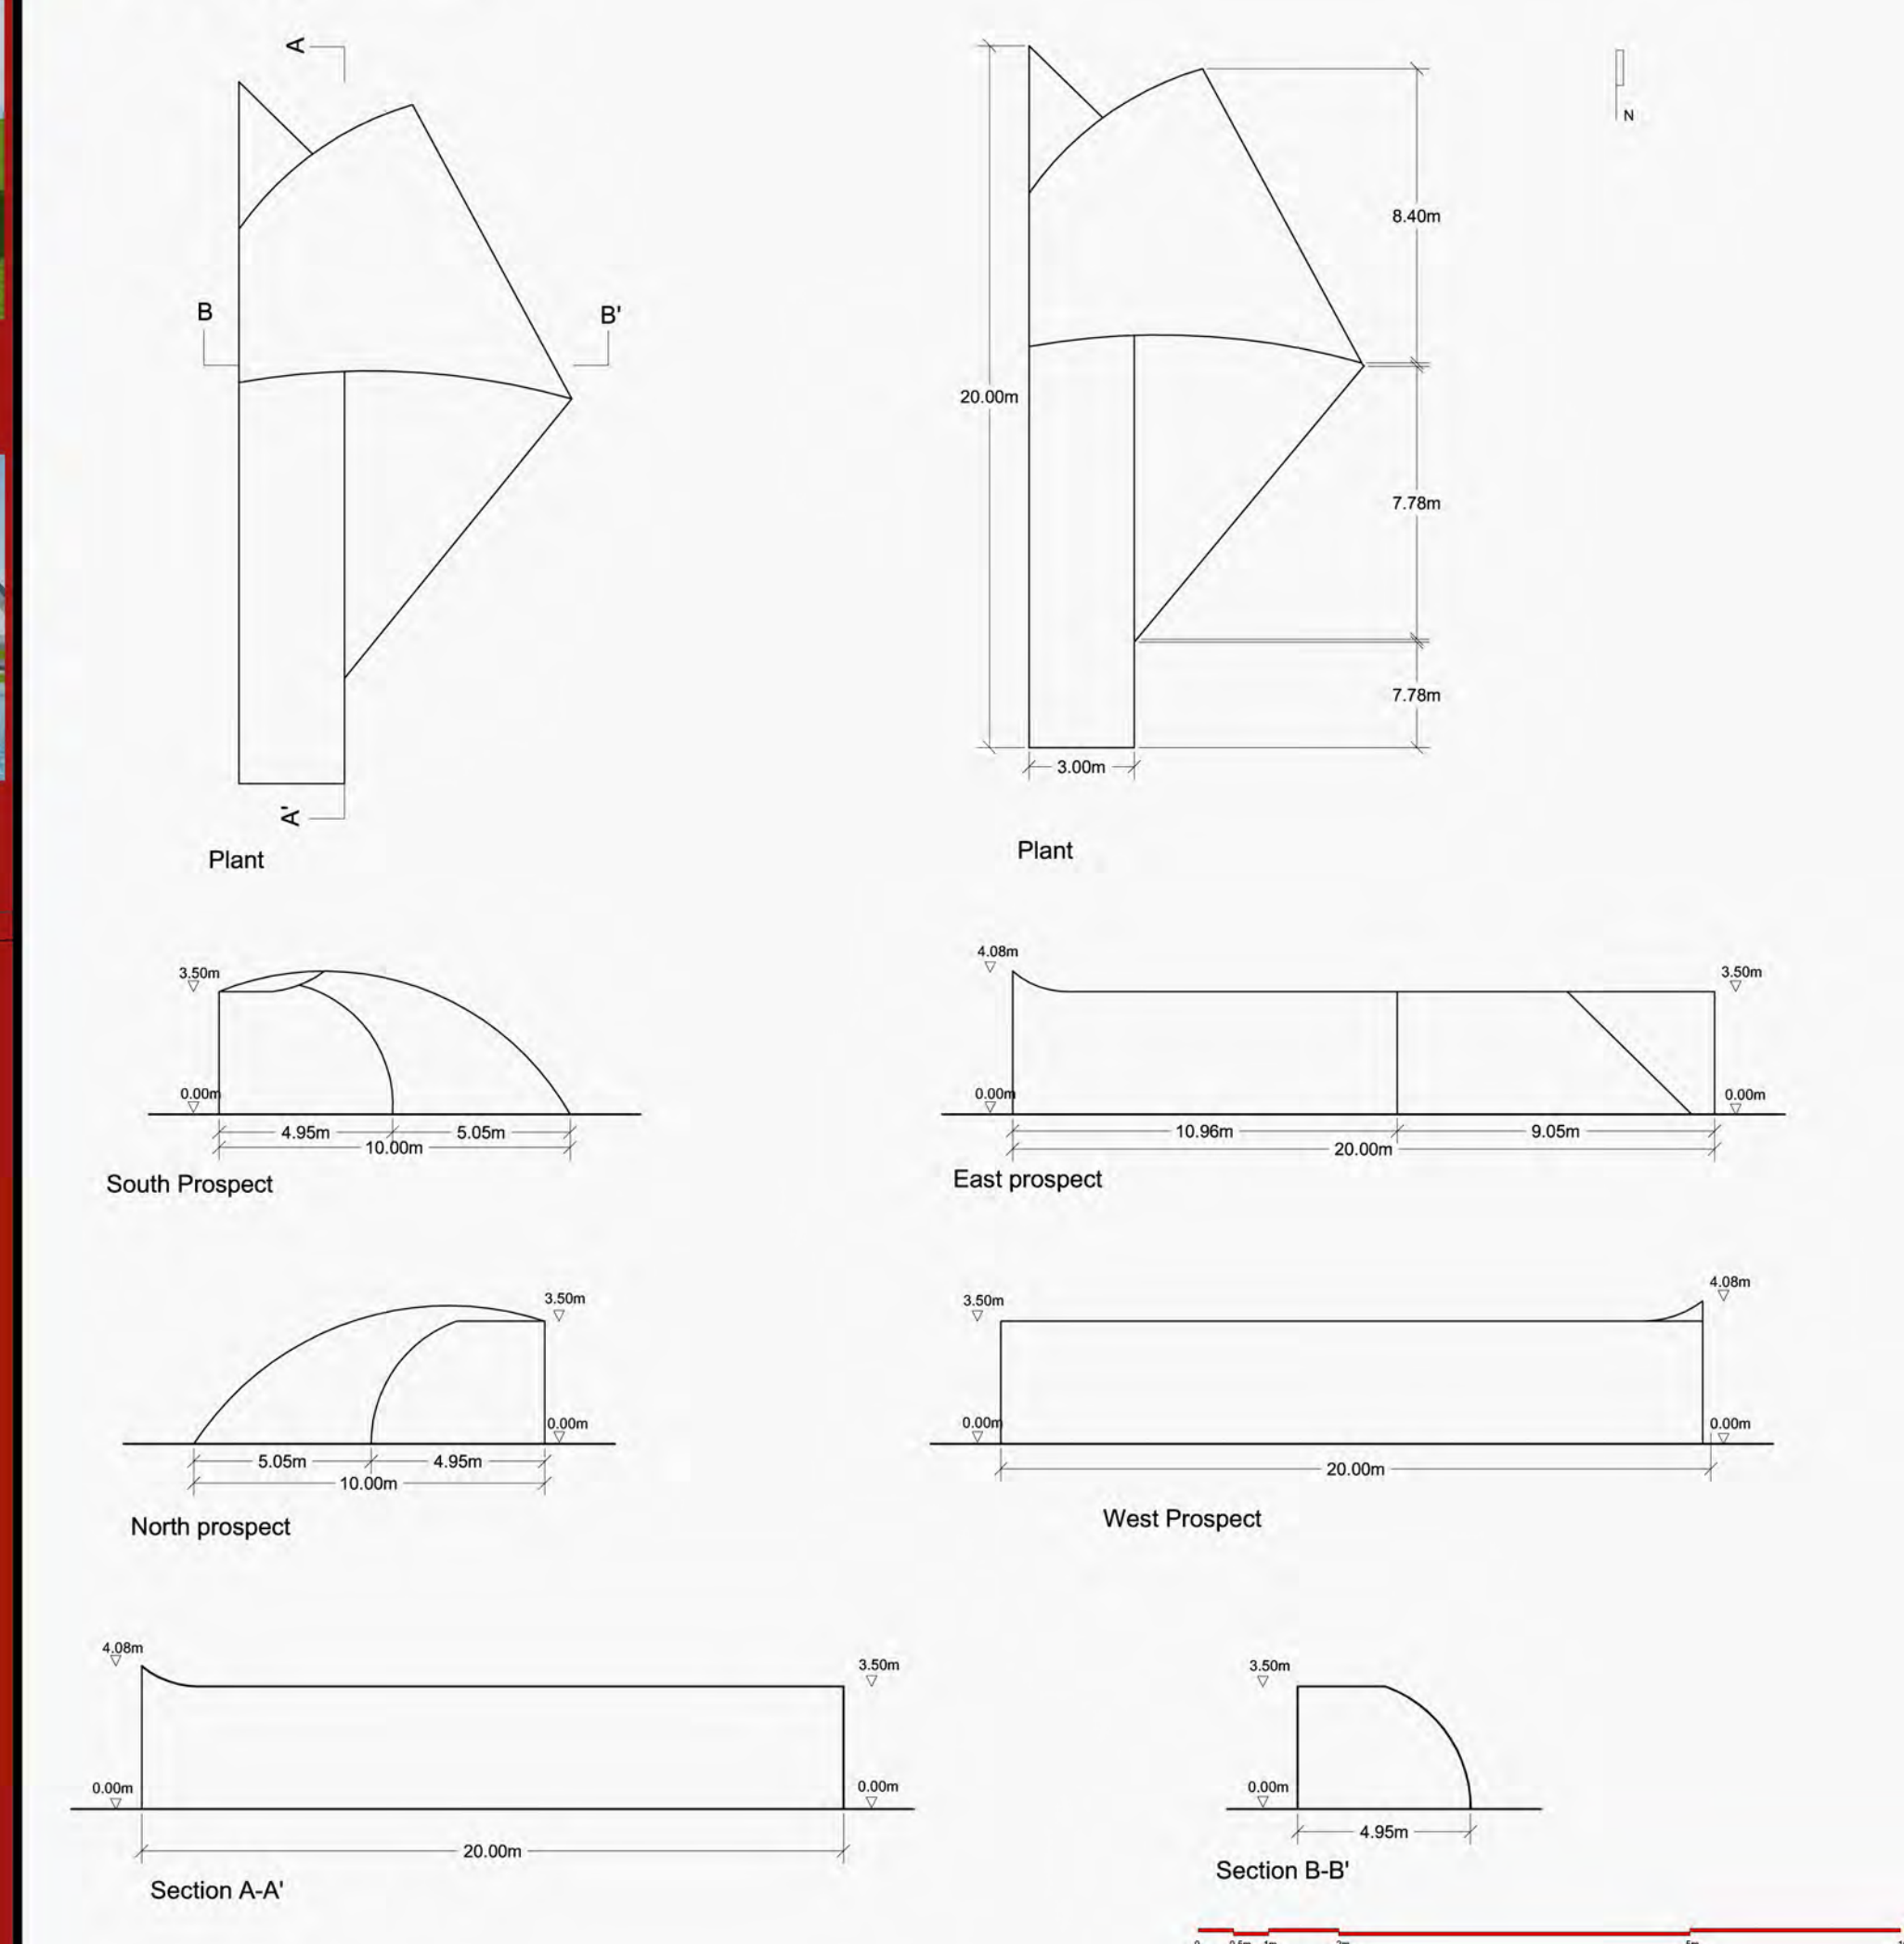 A
B
B'
A'
Plant
N
8.40m
20.00m
7.78m
7.78m
3.00m
Plant
3.50m
0.00m
4.95m
5.05m
10.00m
South Prospect
4.08m
3.50m
0.00m
0.00m
10.96m
9.05m
20.00m
East prospect
3.50m
0.00m
5.05m
4.95m
10.00m
North prospect
3.50m
4.08m
0.00m
0.00m
20.00m
West Prospect
4.08m
3.50m
0.00m
0.00m
20.00m
Section A-A'
3.50m
0.00m
4.95m
Section B-B'